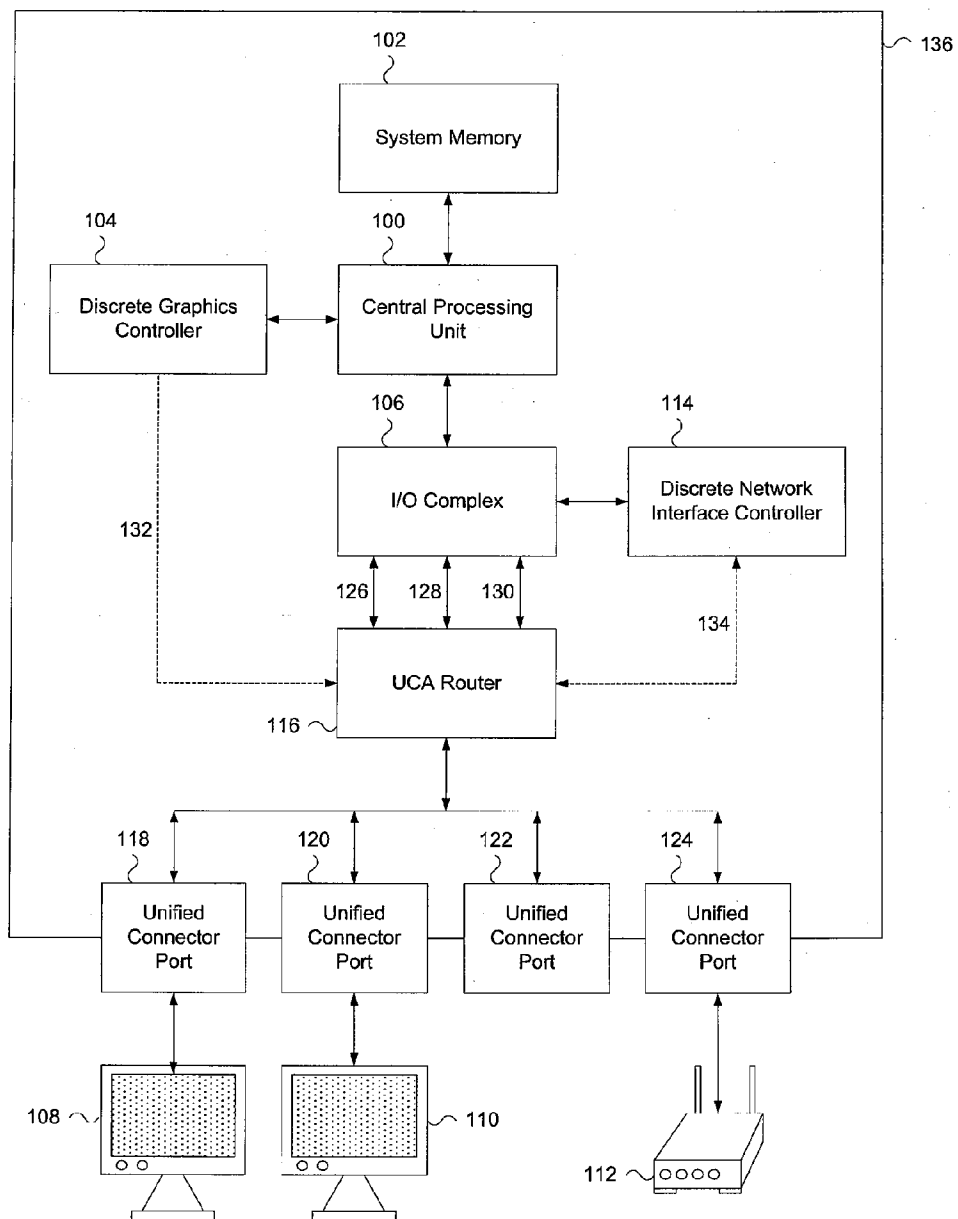 102
136
System Memory
104
100
Discrete Graphics
Controller
Central Processing
Unit
106
114
I/O Complex
Discrete Network
Interface Controller
132
126
128
130
134
UCA Router
116
118
120
122
124
Unified
Connector
Port
Unified
Connector
Port
Unified
Connector
Port
Unified
Connector
Port
108
110
112